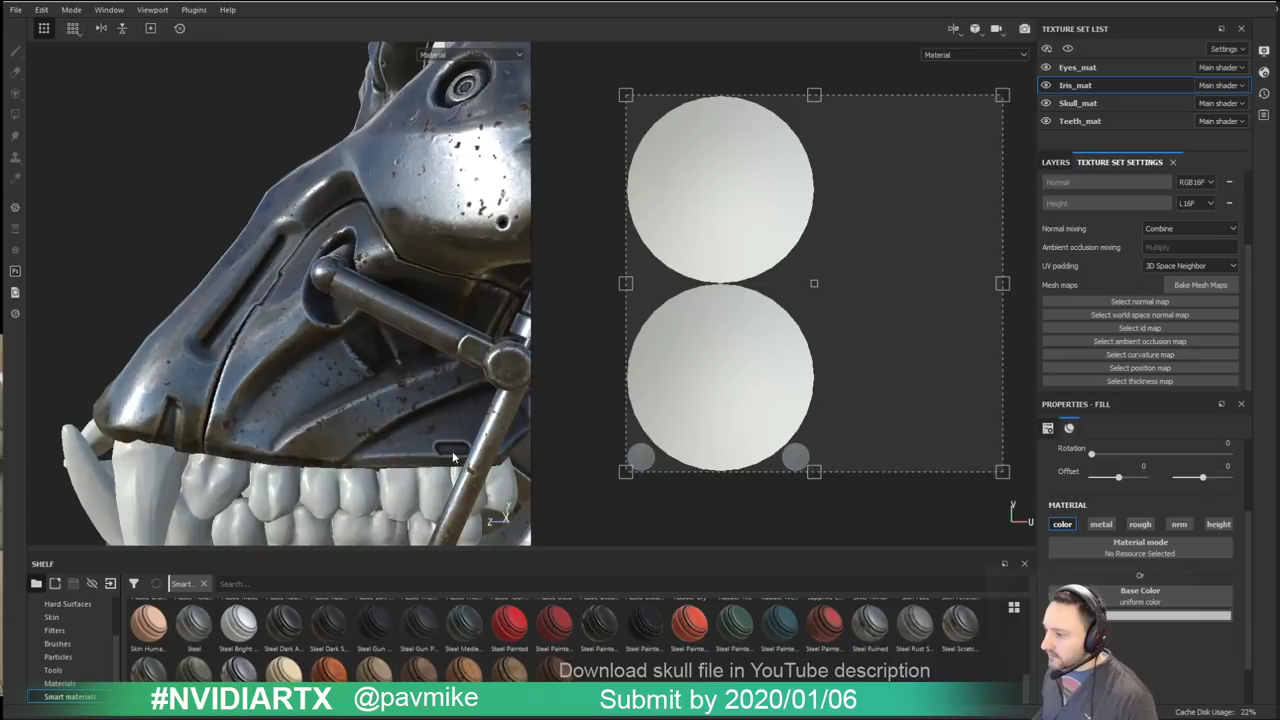 File Edit Mode Window Viewport Plugins Help
Material
Material
TEXTURE SET LIST
Settings
Eyes_mat Main shader
Iris_mat Main shader
Skull_mat Main shader
Teeth_mat Main shader
LAYERS TEXTURE SET SETTINGS
Normal RGB16F
Height L16F
Normal mixing Combine
Ambient occlusion mixing Multiply
UV padding 3D Space Neighbor
Mesh maps Bake Mesh Maps
Select normal map
Select world space normal map
Select id map
Select ambient occlusion map
Select curvature map
Select position map
Select thickness map
PROPERTIES - FILL
Rotation 0
Offset 0 0
MATERIAL
color metal rough nrm height
Material mode
No Resource Selected
Or
Base Color
uniform color
Y
Z X
V
U
SHELF
Smart... Search...
Hard Surfaces
Skin
Filters
Brushes
Particles
Tools
Materials
Smart materials
Skin Huma... Steel Steel Bright ... Steel Dark A... Steel Dark S... Steel Gun ... Steel Gun P... Steel Medie... Steel Painted Steel Painte... Steel Painte... Steel Painte... Steel Painte... Steel Painte... Steel Painte... Steel Painte... Steel Ruined Steel Rust S... Steel Scratc...
Download skull file in YouTube description
#NVIDIARTX @pavmike Submit by 2020/01/06
Cache Disk Usage: 22%